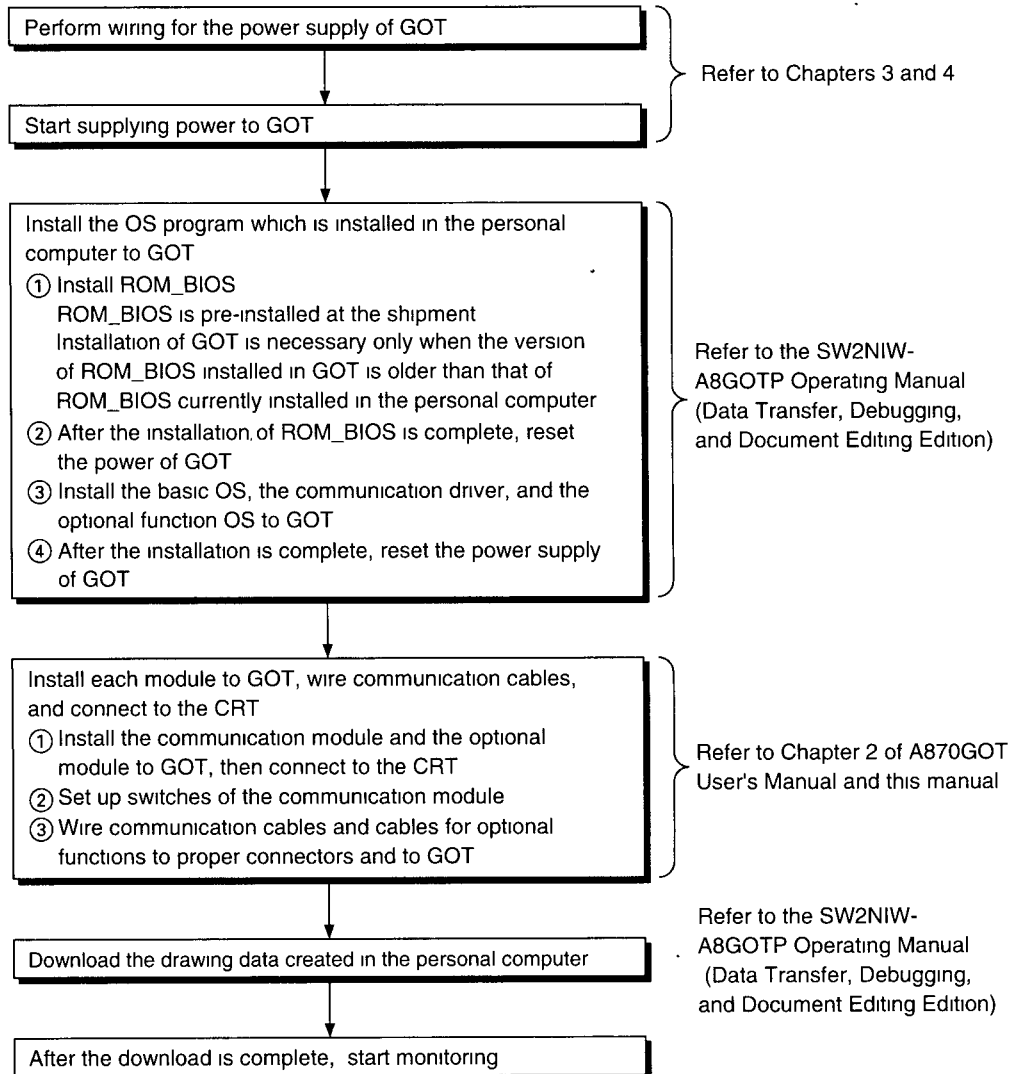 Perform wiring for the power supply of GOT
Start supplying power to GOT
Refer to Chapters 3 and 4
Install the OS program which is installed in the personal
computer to GOT
① Install ROM_BIOS
ROM_BIOS is pre-installed at the shipment
Installation of GOT is necessary only when the version
of ROM_BIOS installed in GOT is older than that of
ROM_BIOS currently installed in the personal computer
② After the installation of ROM_BIOS is complete, reset
the power of GOT
③ Install the basic OS, the communication driver, and the
optional function OS to GOT
④ After the installation is complete, reset the power supply
of GOT
Refer to the SW2NIW-
A8GOTP Operating Manual
(Data Transfer, Debugging,
and Document Editing Edition)
Install each module to GOT, wire communication cables,
and connect to the CRT
① Install the communication module and the optional
module to GOT, then connect to the CRT
② Set up switches of the communication module
③ Wire communication cables and cables for optional
functions to proper connectors and to GOT
Refer to Chapter 2 of A870GOT
User's Manual and this manual
Download the drawing data created in the personal computer
Refer to the SW2NIW-
A8GOTP Operating Manual
(Data Transfer, Debugging,
and Document Editing Edition)
After the download is complete, start monitoring